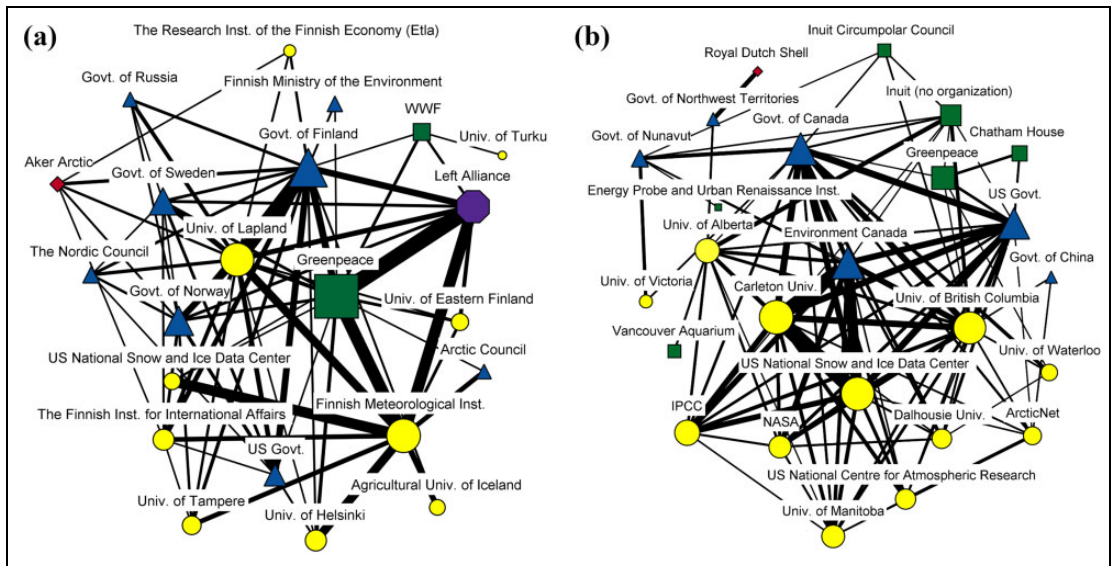 (a)
The Research Inst. of the Finnish Economy (Etla)
Govt. of Russia
Finnish Ministry of the Environment
WWF
Govt. of Finland
Univ. of Turku
Aker Arctic
Govt. of Sweden
Left Alliance
Univ. of Lapland
The Nordic Council
Greenpeace
Govt. of Norway
Univ. of Eastern Finland
US National Snow and Ice Data Center
Arctic Council
The Finnish Inst. for International Affairs
Finnish Meteorological Inst.
US Govt.
Agricultural Univ. of Iceland
Univ. of Tampere
Univ. of Helsinki
(b)
Inuit Circumpolar Council
Royal Dutch Shell
Inuit (no organization)
Govt. of Northwest Territories
Govt. of Canada
Chatham House
Govt. of Nunavut
Greenpeace
Energy Probe and Urban Renaissance Inst.
US Govt.
Univ. of Alberta
Environment Canada
Govt. of China
Univ. of Victoria
Carleton Univ.
Univ. of British Columbia
Vancouver Aquarium
Univ. of Waterloo
US National Snow and Ice Data Center
IPCC
NASA
Dalhousie Univ.
ArcticNet
US National Centre for Atmospheric Research
Univ. of Manitoba